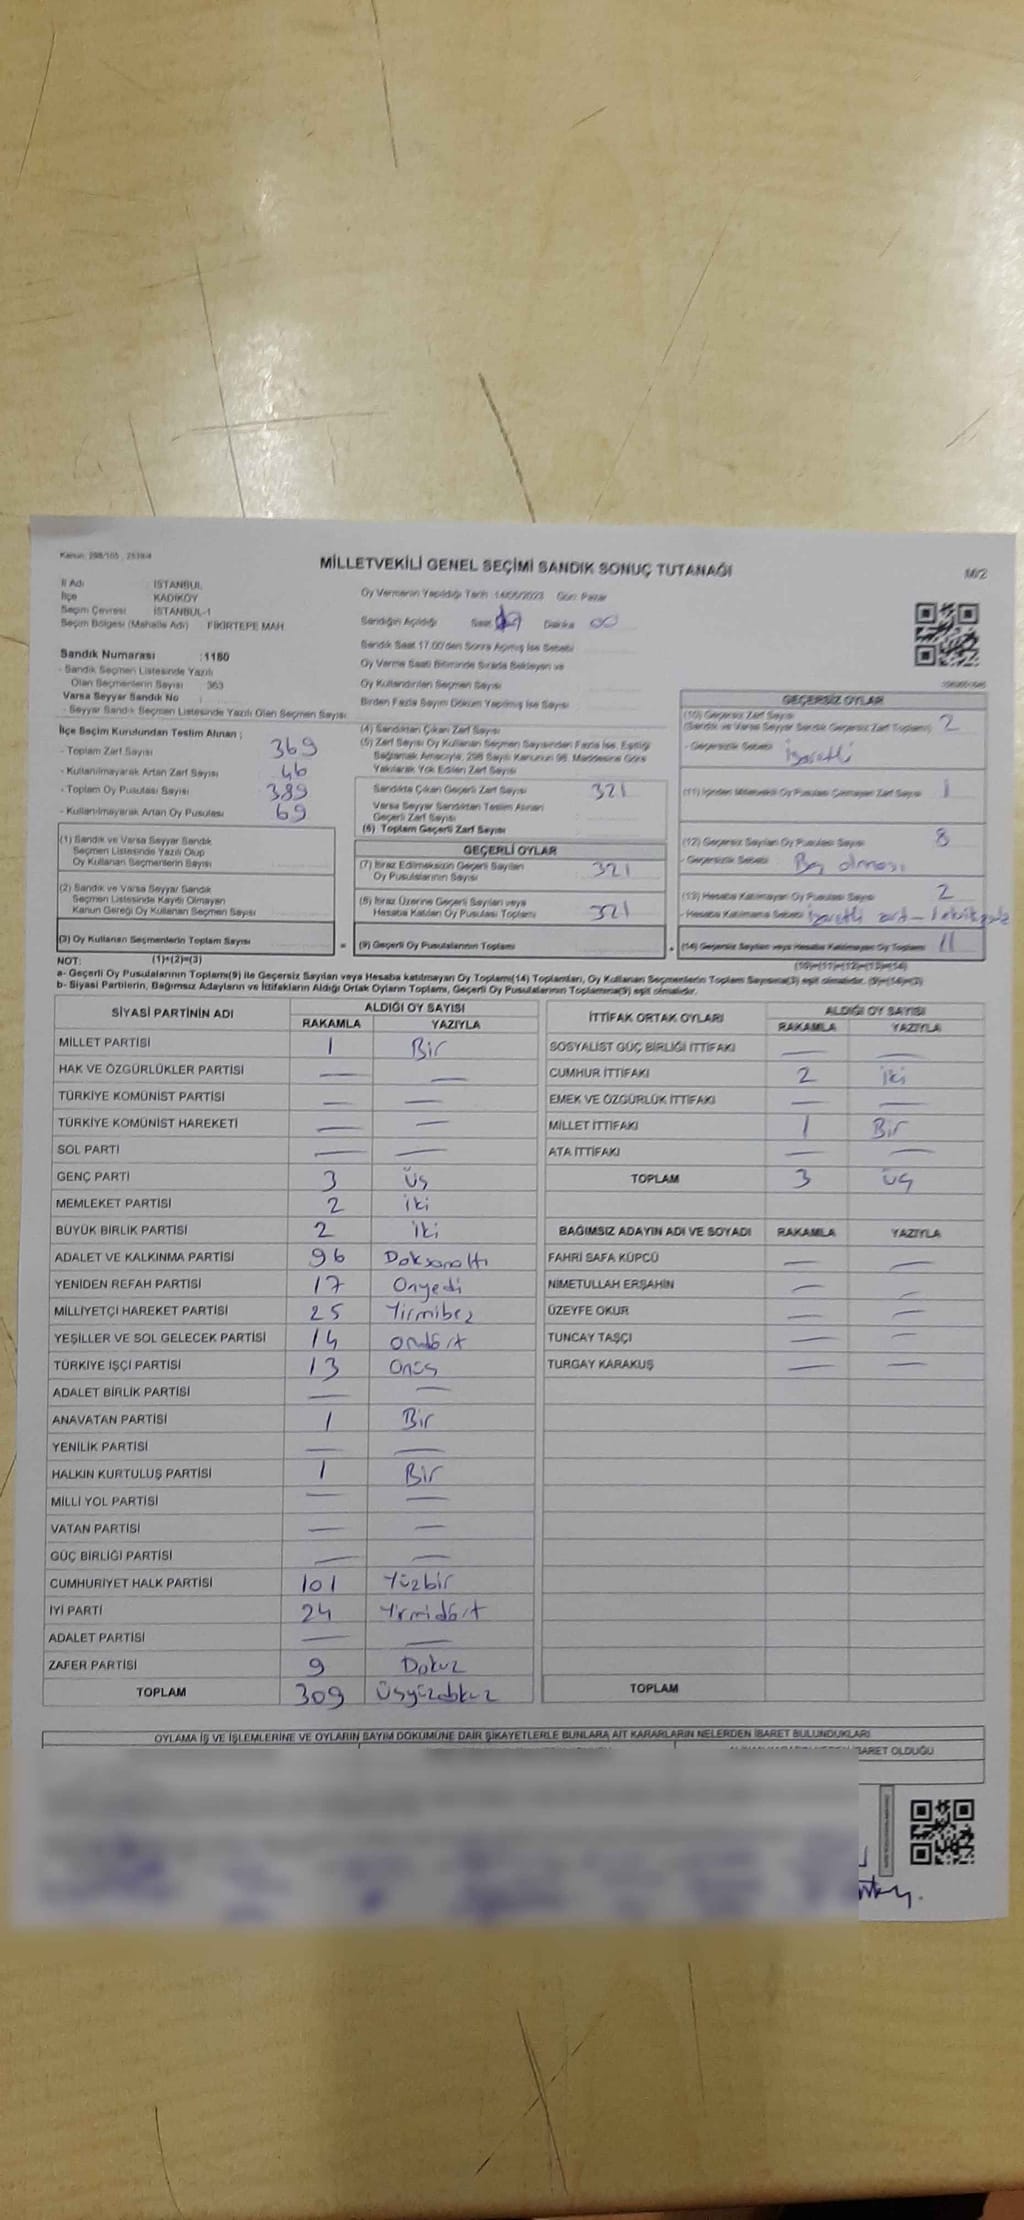 Kanun: 298/105 , 2839/4
MİLLETVEKİLİ GENEL SEÇİMİ SANDIK SONUÇ TUTANAĞI
M/2
İl Adı : İSTANBUL
İlçe : KADIKÖY
Seçim Çevresi : İSTANBUL-1
Seçim Bölgesi (Mahalle Adı) : FİKİRTEPE MAH
Sandık Numarası : 1180
- Sandık Seçmen Listesinde Yazılı
Olan Seçmenlerin Sayısı : 363
Varsa Seyyar Sandık No :
- Seyyar Sandık Seçmen Listesinde Yazılı Olan Seçmen Sayısı
Oy Vermenin Yapıldığı Tarih :14/05/2023 Gün: Pazar
Sandığın Açıldığı Saat Dakika 00
Sandık Saat 17.00'den Sonra Açılmış İse Sebebi
Oy Verme Saati Bitiminde Sırada Bekleyen ve
Oy Kullandırılan Seçmen Sayısı
Birden Fazla Sayım Döküm Yapılmış İse Sayısı
İlçe Seçim Kurulundan Teslim Alınan ;
- Toplam Zarf Sayısı 369
- Kullanılmayarak Artan Zarf Sayısı 46
- Toplam Oy Pusulası Sayısı 389
- Kullanılmayarak Artan Oy Pusulası 69
(1) Sandık ve Varsa Seyyar Sandık
Seçmen Listesinde Yazılı Olup
Oy Kullanan Seçmenlerin Sayısı
(2) Sandık ve Varsa Seyyar Sandık
Seçmen Listesinde Kaydı Olmayan
Kanun Gereği Oy Kullanan Seçmen Sayısı
(3) Oy Kullanan Seçmenlerin Toplam Sayısı =
(4) Sandıktan Çıkan Zarf Sayısı
(5) Zarf Sayısı Oy Kullanan Seçmen Sayısından Fazla İse, Eşitliği
Sağlamak Amacıyla, 298 Sayılı Kanunun 98. Maddesine Göre
Yakılarak Yok Edilen Zarf Sayısı
Sandıkta Çıkan Geçerli Zarf Sayısı 321
Varsa Seyyar Sandıktan Teslim Alınan
Geçerli Zarf Sayısı
(6) Toplam Geçerli Zarf Sayısı
GEÇERLİ OYLAR
(7) İtiraz Edilmeksizin Geçerli Sayılan
Oy Pusulalarının Sayısı 321
(8) İtiraz Üzerine Geçerli Sayılan veya
Hesaba Katılan Oy Pusulası Toplamı 321
(9) Geçerli Oy Pusulalarının Toplamı +
GEÇERSİZ OYLAR
(10) Geçersiz Zarf Sayısı
(Sandık ve Varsa Seyyar Sandık Geçersiz Zarf Toplamı) 2
- Geçersizlik Sebebi İşaretli
(11) İçinden Milletvekili Oy Pusulası Çıkmayan Zarf Sayısı 1
(12) Geçersiz Sayılan Oy Pusulası Sayısı 8
- Geçersizlik Sebebi Boş olması
(13) Hesaba Katılmayan Oy Pusulası Sayısı 2
- Hesaba Katılmama Sebebi işaretli zarf
(14) Geçersiz Sayılan veya Hesaba Katılmayan Oy Toplamı 11
NOT: (1)+(2)=(3) (10)+(11)+(12)+(13)=(14)
a- Geçerli Oy Pusulalarının Toplamı(9) ile Geçersiz Sayılan veya Hesaba katılmayan Oy Toplamı(14) Toplamları, Oy Kullanan Seçmenlerin Toplam Sayısına(3) eşit olmalıdır. (9)+(14)=(3)
b- Siyasi Partilerin, Bağımsız Adayların ve İttifakların Aldığı Ortak Oyların Toplamı, Geçerli Oy Pusulalarının Toplamına(9) eşit olmalıdır.
SİYASİ PARTİNİN ADI ALDIĞI OY SAYISI
RAKAMLA YAZIYLA
MİLLET PARTİSİ 1 Bir
HAK VE ÖZGÜRLÜKLER PARTİSİ — —
TÜRKİYE KOMÜNİST PARTİSİ — —
TÜRKİYE KOMÜNİST HAREKETİ — —
SOL PARTİ — —
GENÇ PARTİ 3 Üç
MEMLEKET PARTİSİ 2 iki
BÜYÜK BİRLİK PARTİSİ 2 iki
ADALET VE KALKINMA PARTİSİ 96 Doksanaltı
YENİDEN REFAH PARTİSİ 17 Onyedi
MİLLİYETÇİ HAREKET PARTİSİ 25 Yirmibeş
YEŞİLLER VE SOL GELECEK PARTİSİ 14 ondört
TÜRKİYE İŞÇİ PARTİSİ 13 Onüç
ADALET BİRLİK PARTİSİ — —
ANAVATAN PARTİSİ 1 Bir
YENİLİK PARTİSİ — —
HALKIN KURTULUŞ PARTİSİ 1 Bir
MİLLİ YOL PARTİSİ — —
VATAN PARTİSİ — —
GÜÇ BİRLİĞİ PARTİSİ — —
CUMHURİYET HALK PARTİSİ 101 Yüzbir
İYİ PARTİ 24 Yirmidört
ADALET PARTİSİ — —
ZAFER PARTİSİ 9 Dokuz
TOPLAM 309 Üçyüzdokuz
İTTİFAK ORTAK OYLARI ALDIĞI OY SAYISI
RAKAMLA YAZIYLA
SOSYALİST GÜÇ BİRLİĞİ İTTİFAKI — —
CUMHUR İTTİFAKI 2 iki
EMEK VE ÖZGÜRLÜK İTTİFAKI — —
MİLLET İTTİFAKI 1 Bir
ATA İTTİFAKI — —
TOPLAM 3 üç
BAĞIMSIZ ADAYIN ADI VE SOYADI RAKAMLA YAZIYLA
FAHRİ SAFA KÜPCÜ — —
NİMETULLAH ERŞAHİN — —
ÜZEYFE OKUR — —
TUNCAY TAŞÇI — —
TURGAY KARAKUŞ — —
TOPLAM
OYLAMA İŞ VE İŞLEMLERİNE VE OYLARIN SAYIM DÖKÜMÜNE DAİR ŞİKAYETLERLE BUNLARA AİT KARARLARIN NELERDEN İBARET BULUNDUKLARI
İBARET OLDUĞU